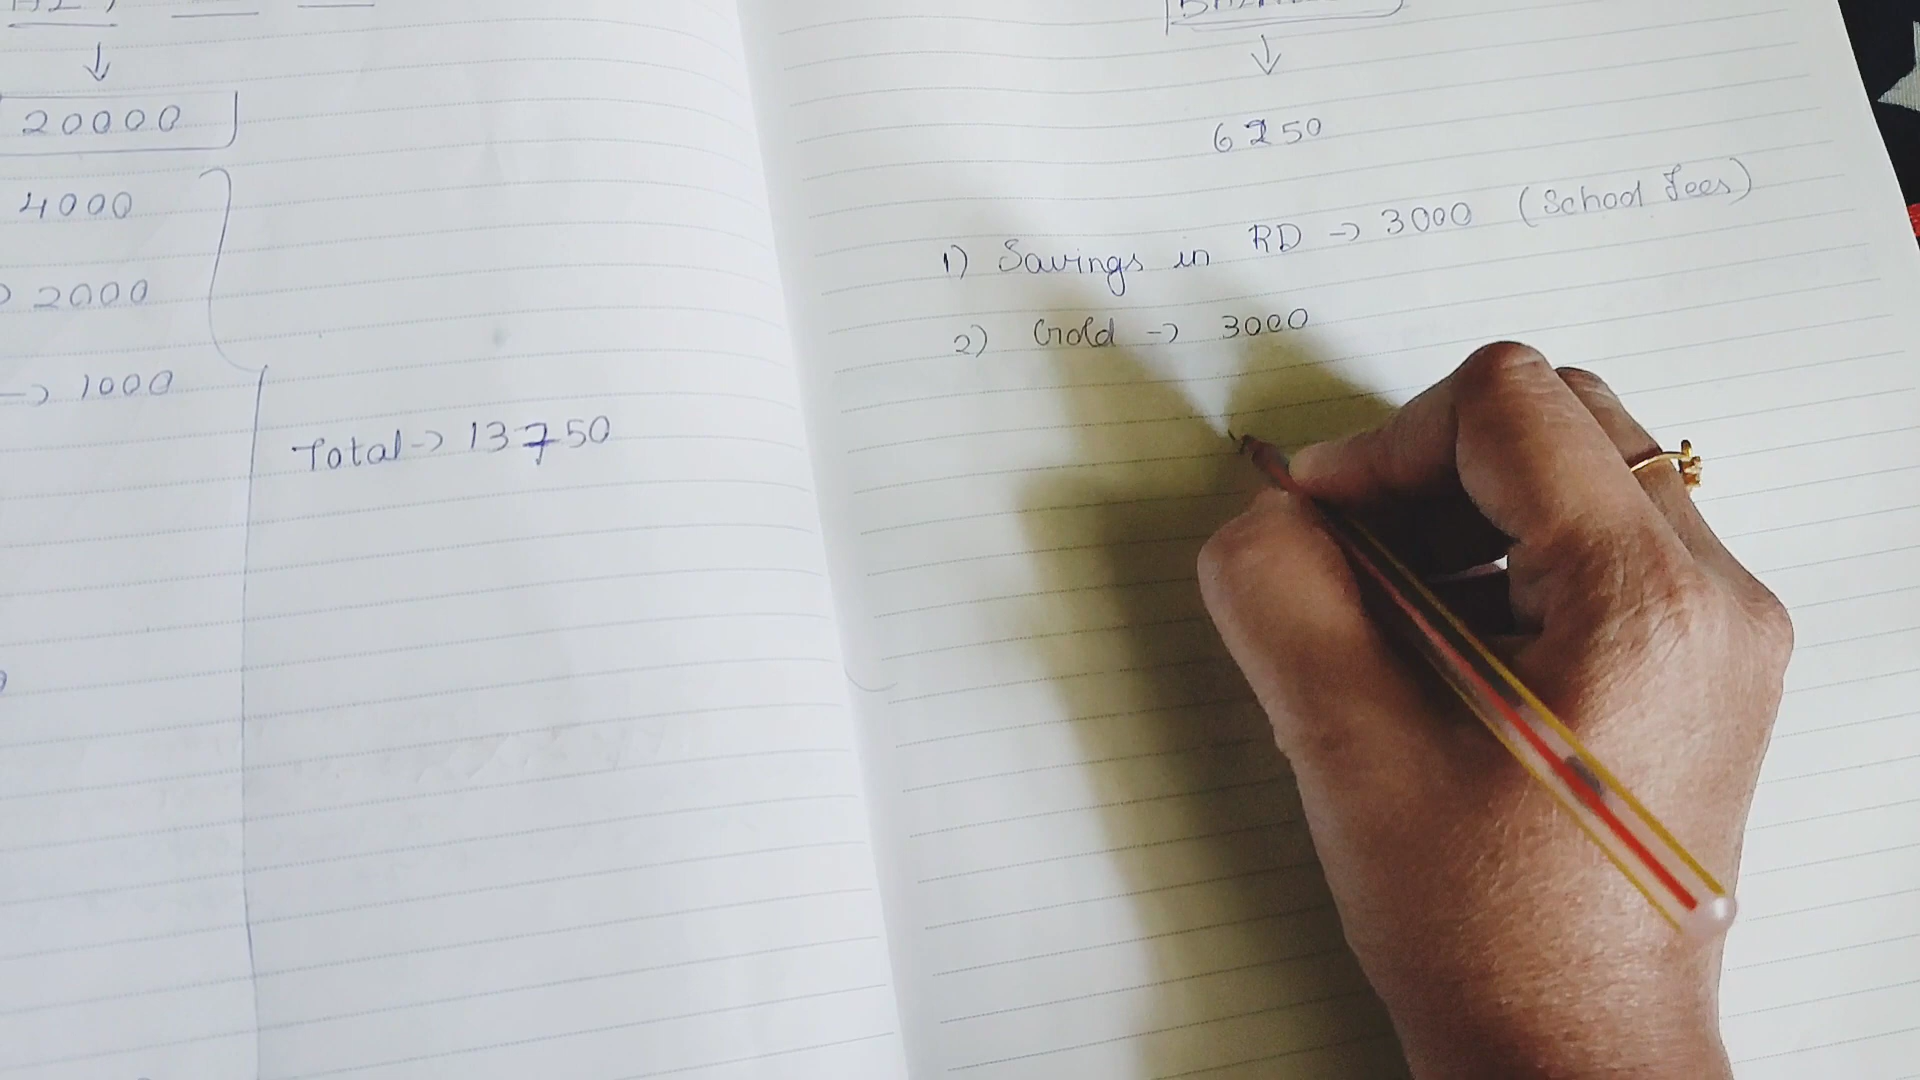 20000
4000
2000
-> 1000
Total -> 13750
6250
1) Savings in RD -> 3000 (School Fees)
2) Gold -> 3000